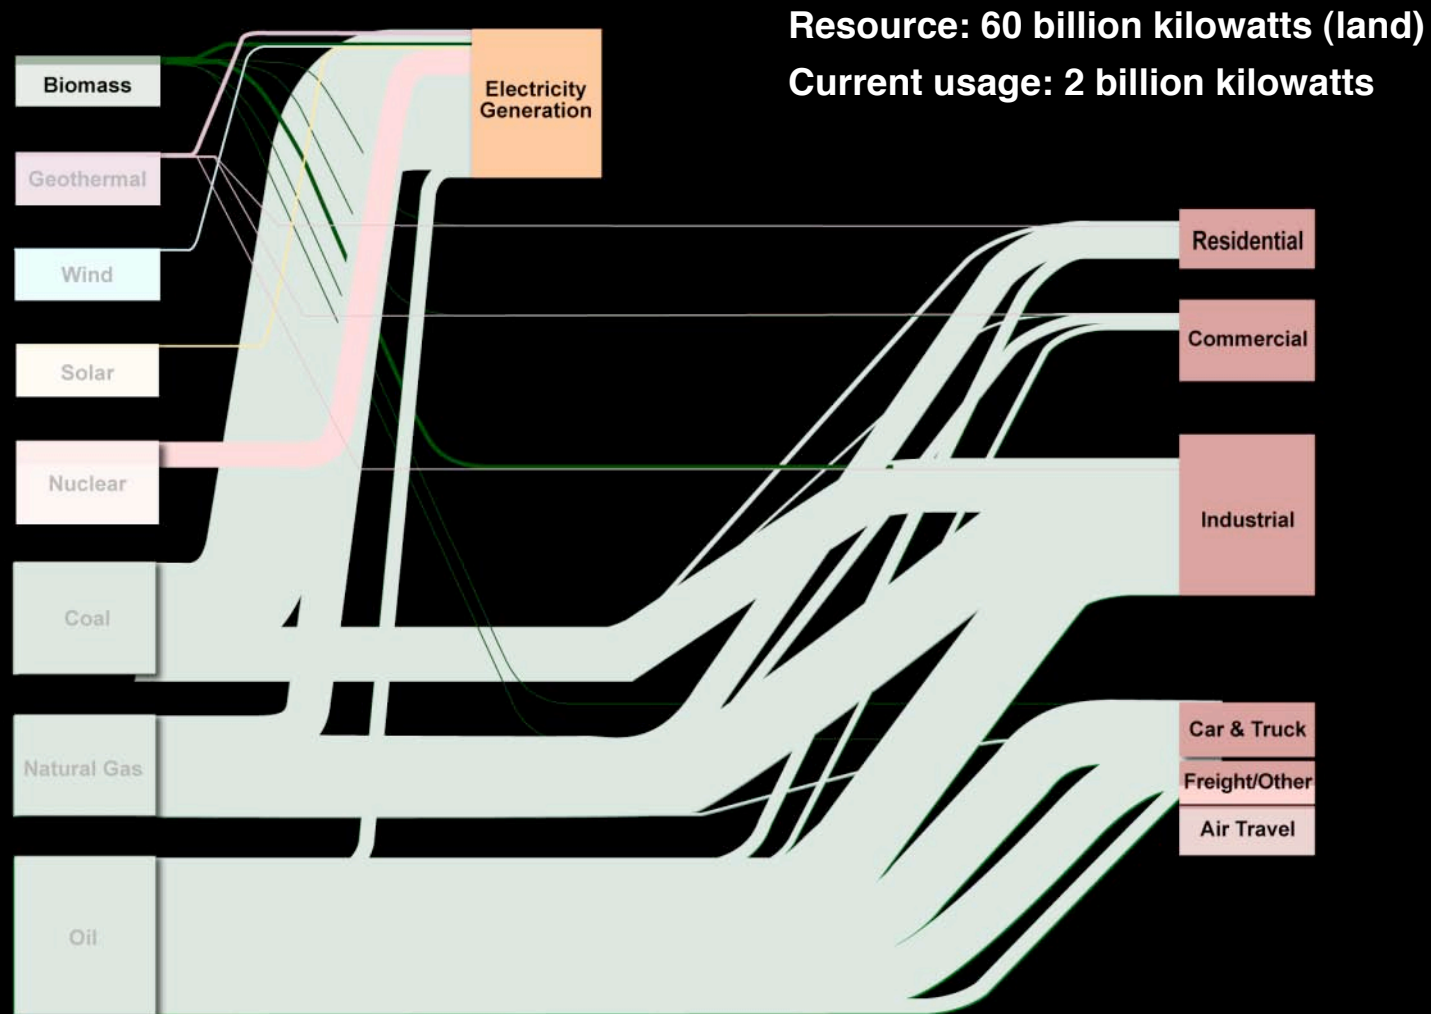 Resource: 60 billion kilowatts (land)
Current usage: 2 billion kilowatts
Biomass
Geothermal
Wind
Solar
Nuclear
Coal
Natural Gas
Oil
Electricity
Generation
Residential
Commercial
Industrial
Car & Truck
Freight/Other
Air Travel